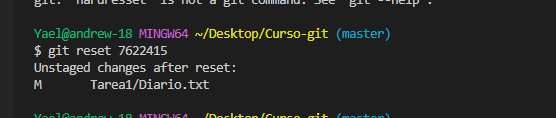 git: 'hardresset' is not a git command. See 'git --help'.
Yael@andrew-18 MINGW64 ~/Desktop/Curso-git (master)
$ git reset 7622415
Unstaged changes after reset:
M Tarea1/Diario.txt
Yael@andrew-18 MINGW64 ~/Desktop/Curso-git (master)